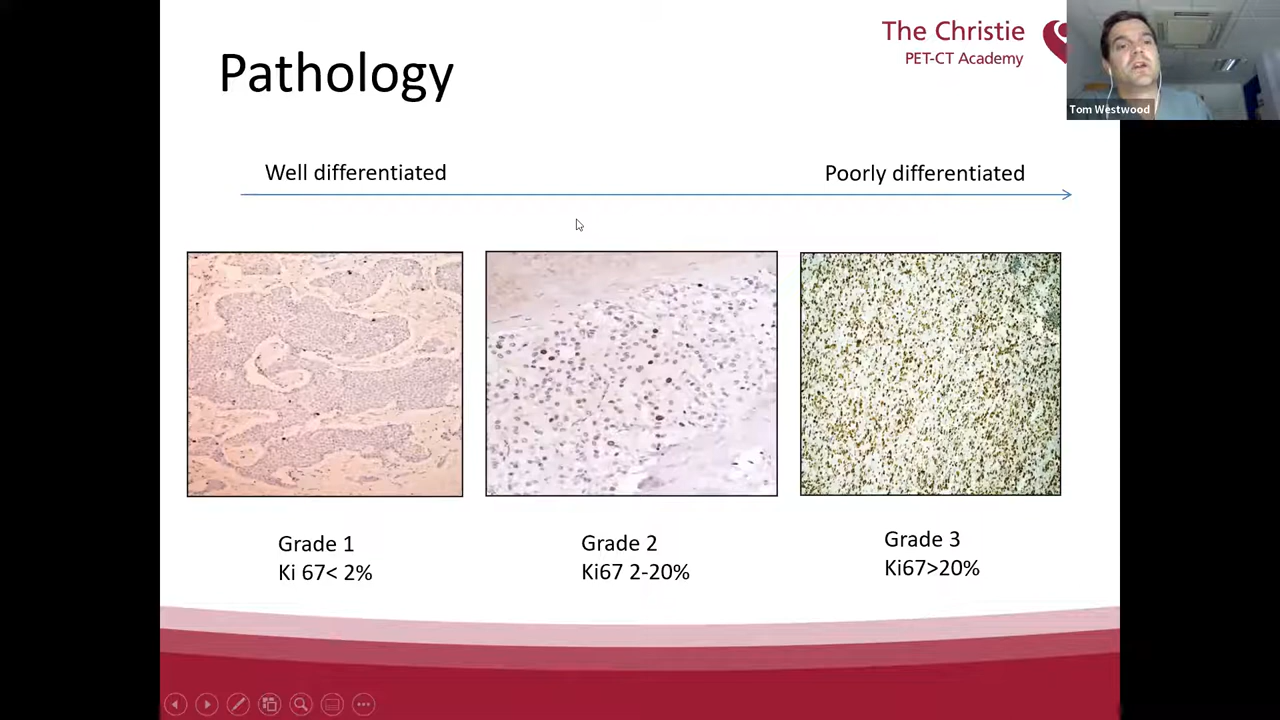 Pathology
The Christie
PET-CT Academy
Tom Westwood
Well differentiated
Poorly differentiated
Grade 1
Ki 67< 2%
Grade 2
Ki67 2-20%
Grade 3
Ki67>20%